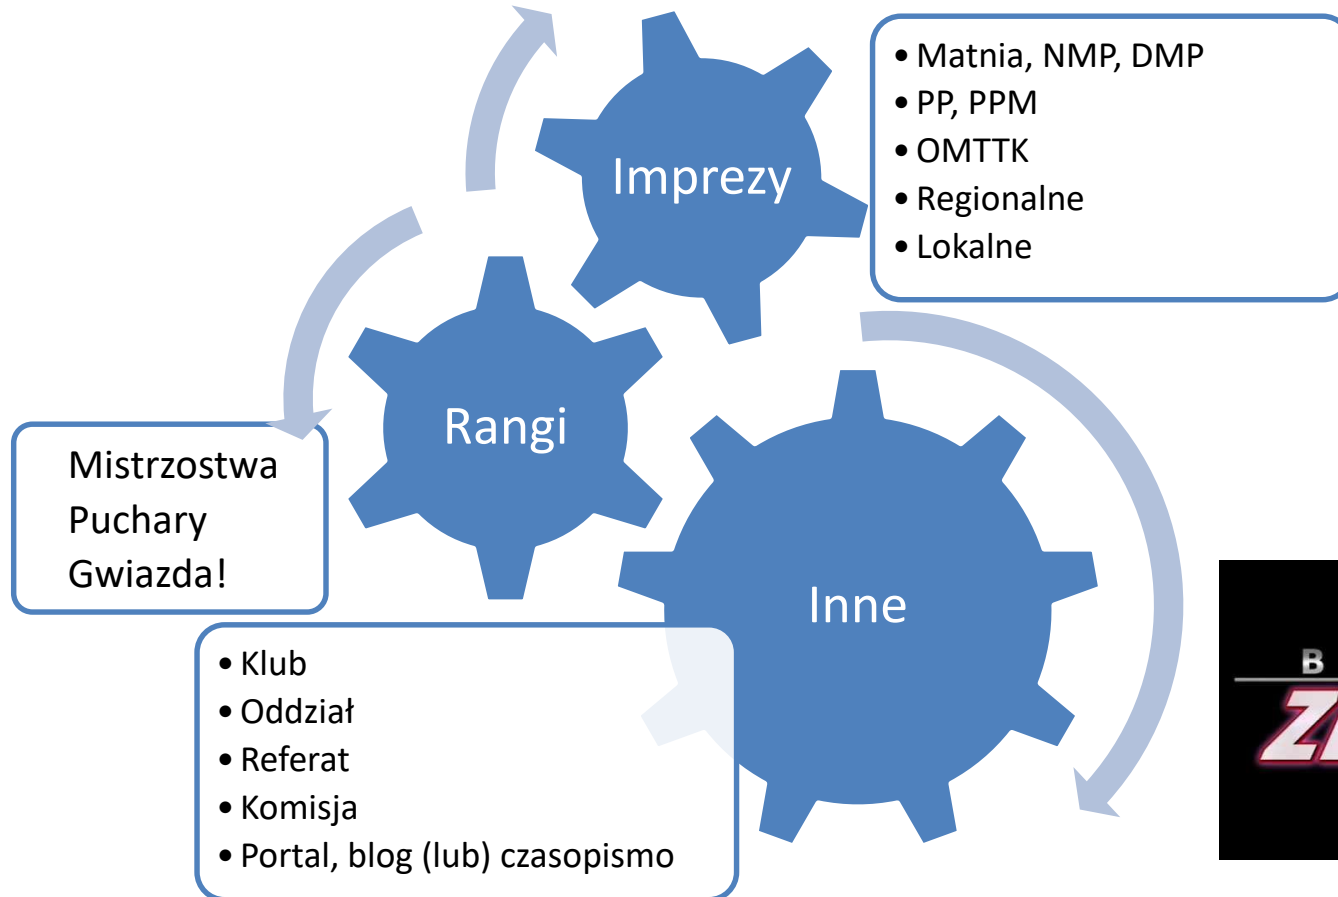 Imprezy
• Matnia, NMP, DMP
• PP, PPM
• OMTTK
• Regionalne
• Lokalne
Rangi
Mistrzostwa
Puchary
Gwiazda!
Inne
• Klub
• Oddział
• Referat
• Komisja
• Portal, blog (lub) czasopismo
B